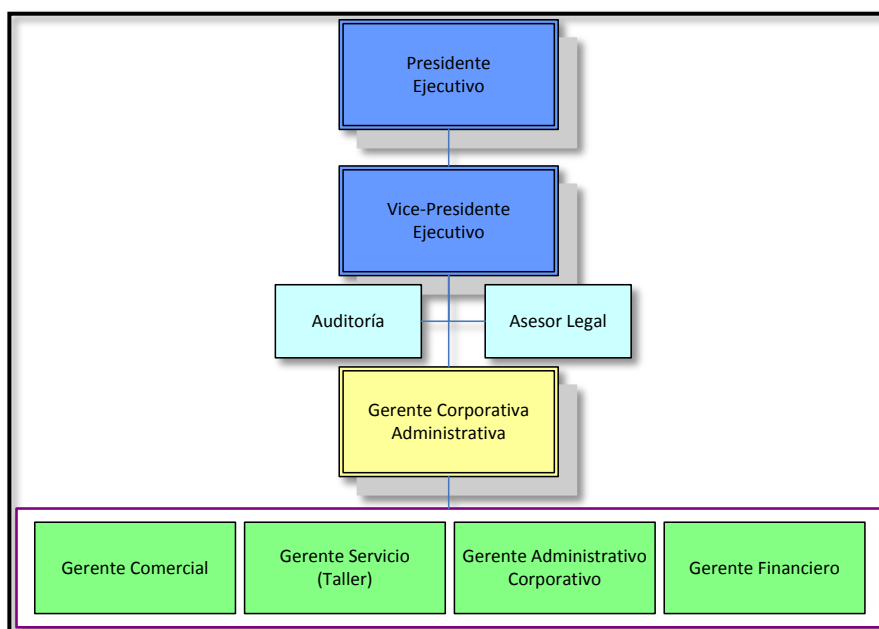 Presidente
Ejecutivo
Vice-Presidente
Ejecutivo
Auditoría
Asesor Legal
Gerente Corporativa
Administrativa
Gerente Comercial
Gerente Servicio
(Taller)
Gerente Administrativo
Corporativo
Gerente Financiero